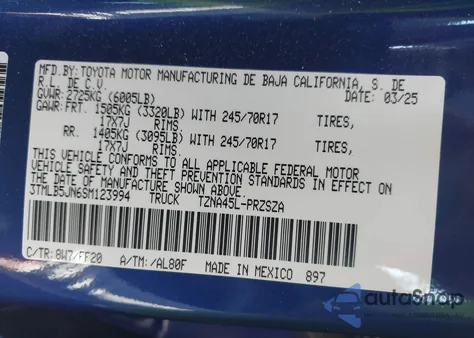 MFD.BY:TOYOTA MOTOR MANUFACTURING DE BAJA CALIFORNIA, S. DE
R.L. DE C.V. DATE: 03/25
GVWR:2725KG (6005LB)
GAWR:FRT. 1505KG (3320LB) WITH 245/70R17 TIRES,
17X7J RIMS.
RR. 1405KG (3095LB) WITH 245/70R17 TIRES,
17X7J RIMS.
THIS VEHICLE CONFORMS TO ALL APPLICABLE FEDERAL MOTOR
VEHICLE SAFETY AND THEFT PREVENTION STANDARDS IN EFFECT
ON THE DATE OF MANUFACTURE SHOWN ABOVE.
3TMLB5JN6SM123994 TRUCK TZNA45L-PRZSZA
C/TR:8W7/FF20 A/TM:/AL80F MADE IN MEXICO 897
autoSnap